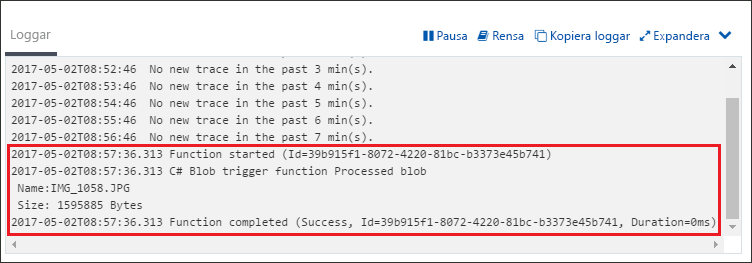 Loggar
Pausa Rensa Kopiera loggar Expandera
2017-05-02T08:52:46  No new trace in the past 3 min(s).
2017-05-02T08:53:46  No new trace in the past 4 min(s).
2017-05-02T08:54:46  No new trace in the past 5 min(s).
2017-05-02T08:55:46  No new trace in the past 6 min(s).
2017-05-02T08:56:46  No new trace in the past 7 min(s).
2017-05-02T08:57:36.313 Function started (Id=39b915f1-8072-4220-81bc-b3373e45b741)
2017-05-02T08:57:36.313 C# Blob trigger function Processed blob
Name:IMG_1058.JPG
Size: 1595885 Bytes
2017-05-02T08:57:36.313 Function completed (Success, Id=39b915f1-8072-4220-81bc-b3373e45b741, Duration=0ms)